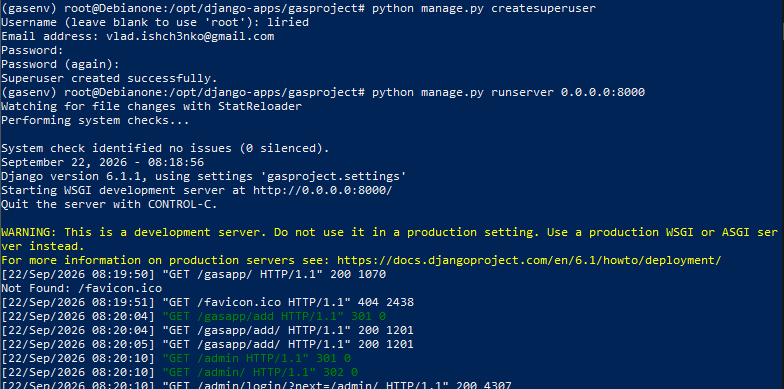 (gasenv) root@Debianone:/opt/django-apps/gasproject# python manage.py createsuperuser
Username (leave blank to use 'root'): liried
Email address: vlad.ishch3nko@gmail.com
Password:
Password (again):
Superuser created successfully.
(gasenv) root@Debianone:/opt/django-apps/gasproject# python manage.py runserver 0.0.0.0:8000
Watching for file changes with StatReloader
Performing system checks...

System check identified no issues (0 silenced).
September 22, 2026 - 08:18:56
Django version 6.1.1, using settings 'gasproject.settings'
Starting WSGI development server at http://0.0.0.0:8000/
Quit the server with CONTROL-C.

WARNING: This is a development server. Do not use it in a production setting. Use a production WSGI or ASGI ser
ver instead.
For more information on production servers see: https://docs.djangoproject.com/en/6.1/howto/deployment/
[22/Sep/2026 08:19:50] "GET /gasapp/ HTTP/1.1" 200 1070
Not Found: /favicon.ico
[22/Sep/2026 08:19:51] "GET /favicon.ico HTTP/1.1" 404 2438
[22/Sep/2026 08:20:04] "GET /gasapp/add HTTP/1.1" 301 0
[22/Sep/2026 08:20:04] "GET /gasapp/add/ HTTP/1.1" 200 1201
[22/Sep/2026 08:20:05] "GET /gasapp/add/ HTTP/1.1" 200 1201
[22/Sep/2026 08:20:10] "GET /admin HTTP/1.1" 301 0
[22/Sep/2026 08:20:10] "GET /admin/ HTTP/1.1" 302 0
[22/Sep/2026 08:20:10] "GET /admin/login/?next=/admin/ HTTP/1.1" 200 4307